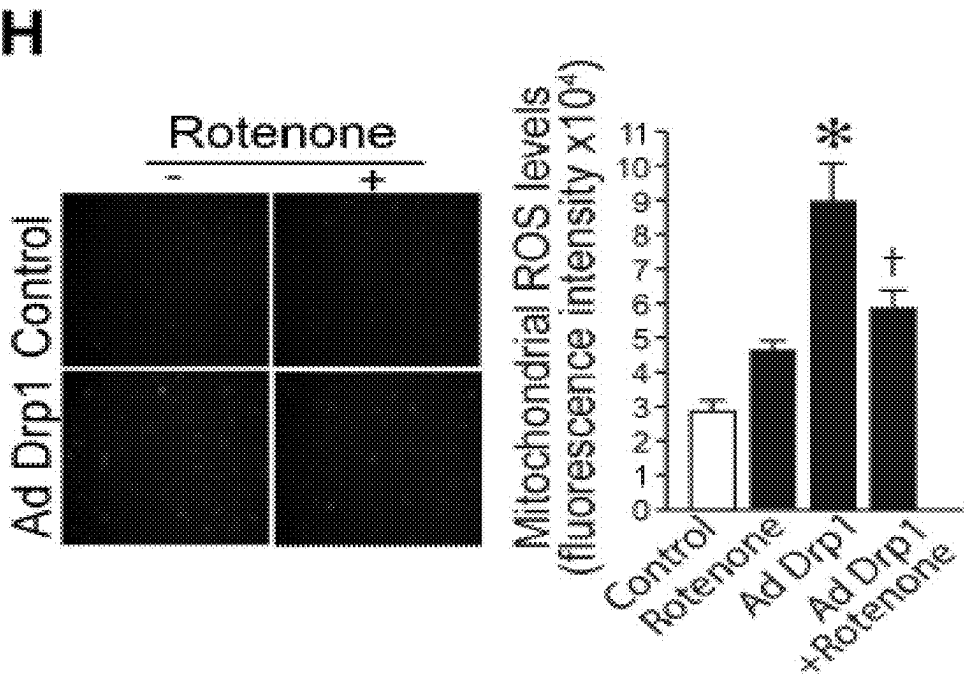 H
Rotenone
- +
Control
Ad Drp1
Mitochondrial ROS levels
(fluorescence intensity x10⁴)
11
10
9
8
7
6
5
4
3
2
1
0
*
†
Control
Rotenone
Ad Drp1
Ad Drp1
+Rotenone